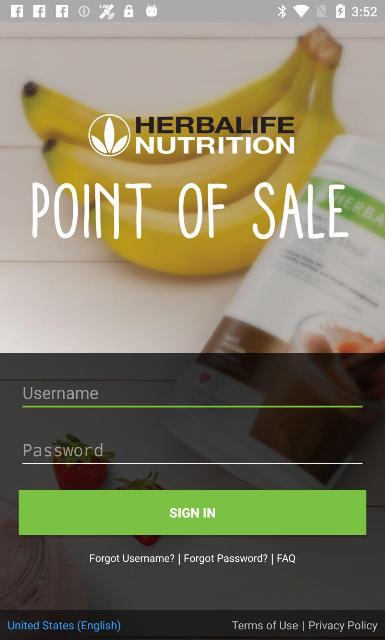 3:52
HERBALIFE
NUTRITION
POINT OF SALE
HERBA
Username
Password
SIGN IN
Forgot Username? | Forgot Password? | FAQ
United States (English)
Terms of Use | Privacy Policy